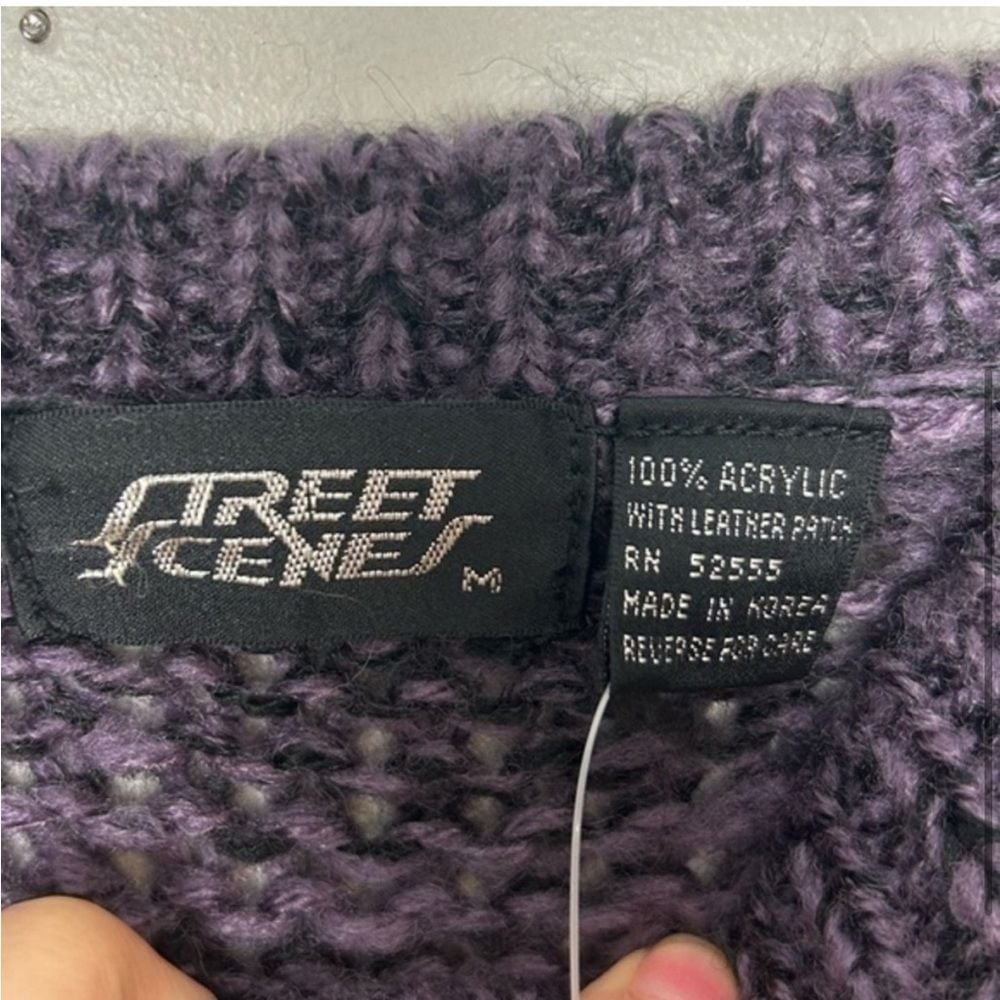 STREET
SCENES
M
100% ACRYLIC
WITH LEATHER PATCH
RN 52555
MADE IN KOREA
REVERSE FOR CARE